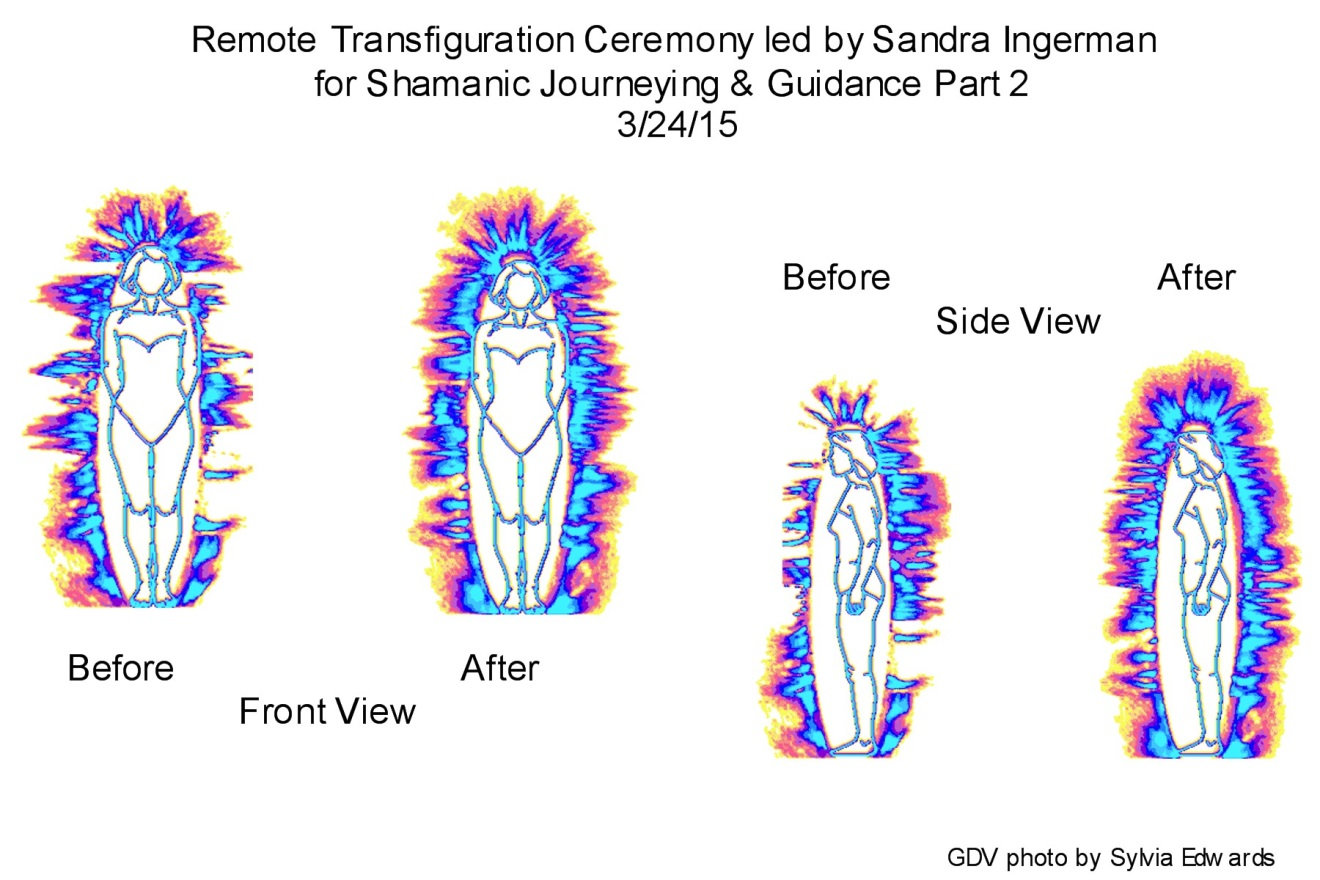 Remote Transfiguration Ceremony led by Sandra Ingerman
for Shamanic Journeying & Guidance Part 2
3/24/15
Before
After
Side View
Before
After
Front View
GDV photo by Sylvia Edwards